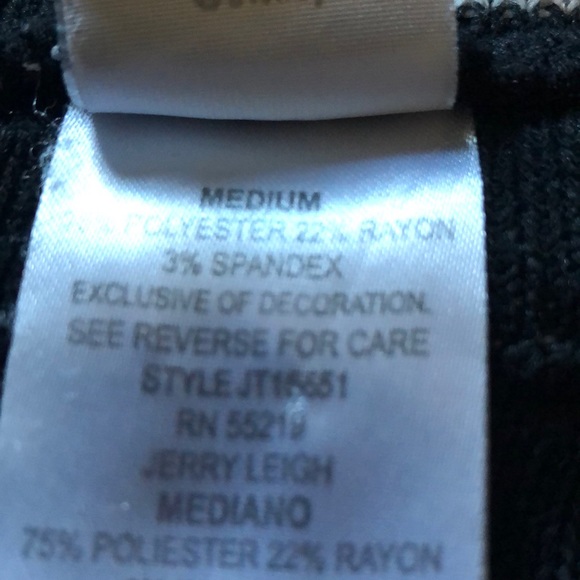 MEDIUM
POLYESTER 22% RAYON
3% SPANDEX
EXCLUSIVE OF DECORATION.
SEE REVERSE FOR CARE
STYLE JT16651
RN 55219
JERRY LEIGH
MEDIANO
75% POLIESTER 22% RAYON